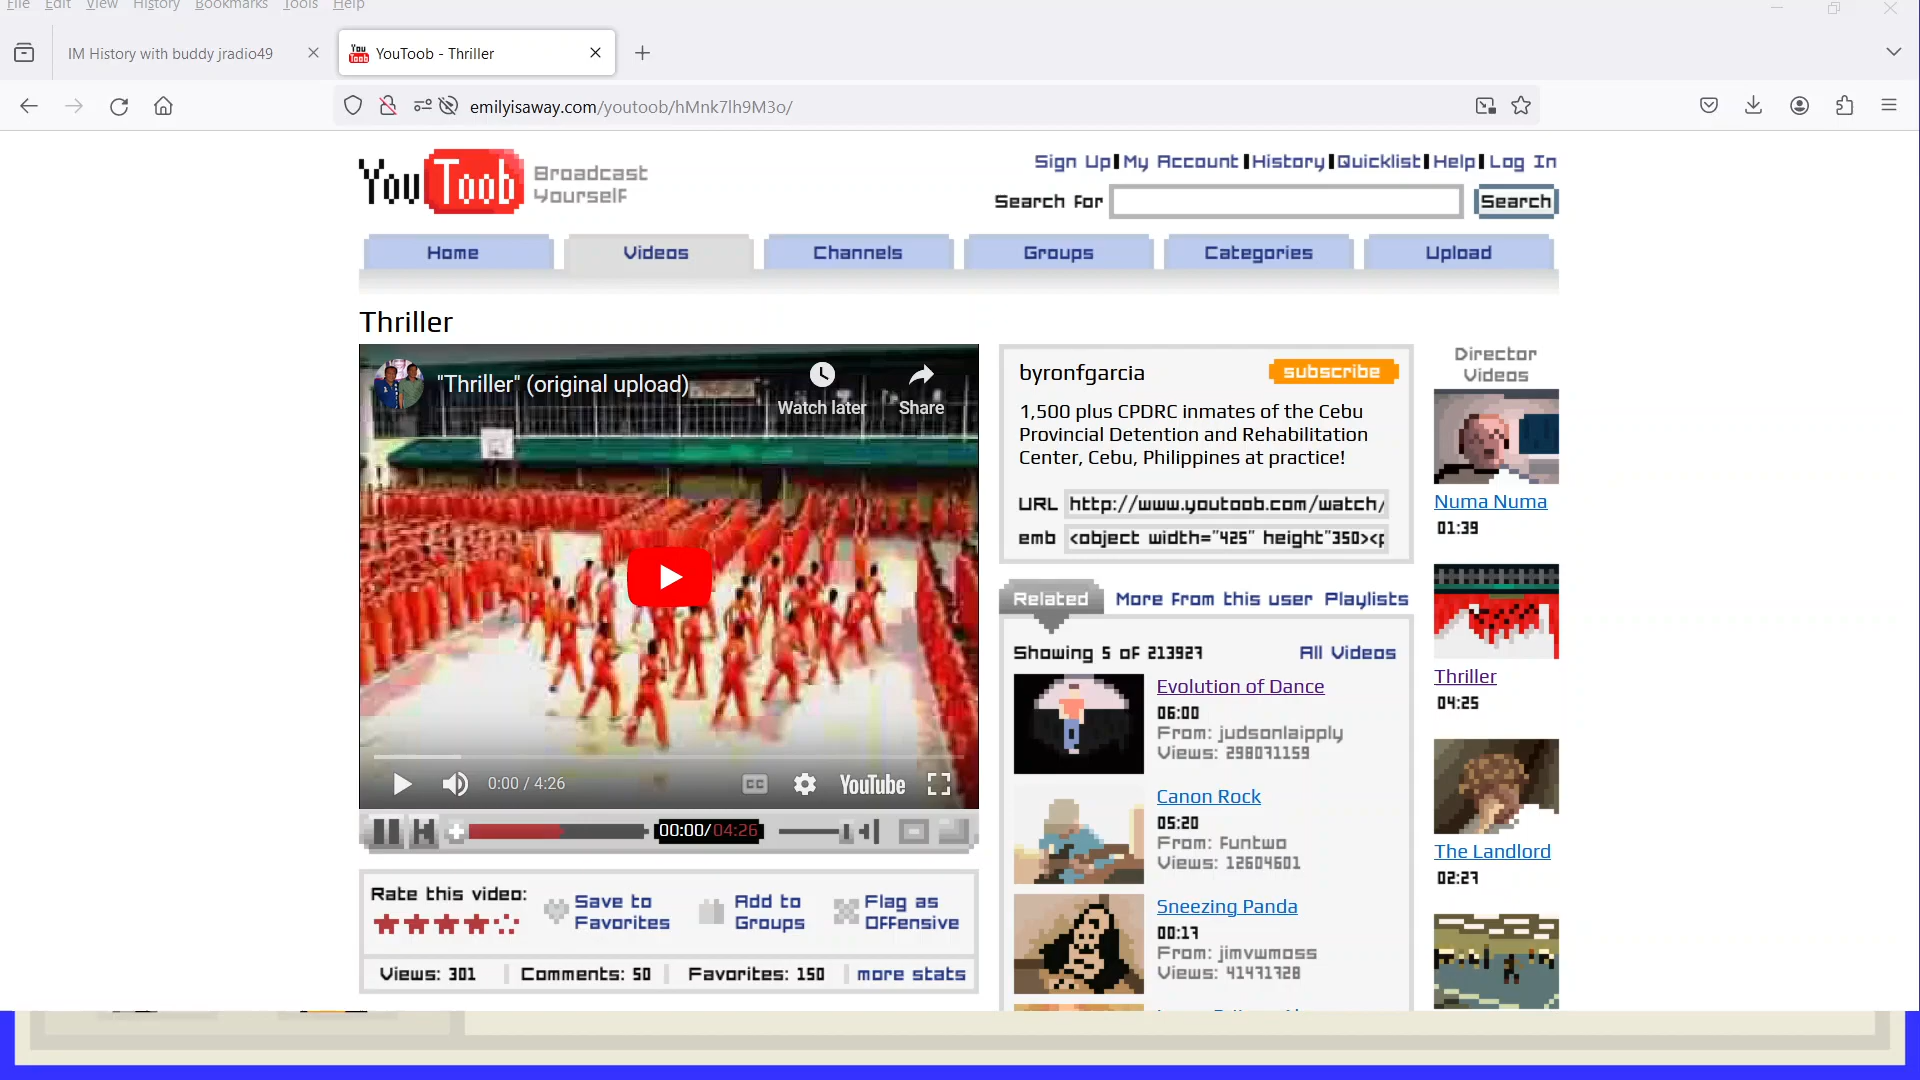 File Edit View History Bookmarks Tools Help
IM History with buddy jradio49
YouToob - Thriller
emilyisaway.com/youtoob/hMnk7lh9M3o/
YouToob
Broadcast
Yourself
Sign Up My Account History Quicklist Help Log In
Search for
Search
Home Videos Channels Groups Categories Upload
Thriller
"Thriller" (original upload)
Watch later
Share
0:00 / 4:26
CC
YouTube
00:00/04:26
Rate this video:
Save to
Favorites
Add to
Groups
Flag as
Offensive
Views: 301
Comments: 50
Favorites: 150
more stats
byronfgarcia
subscribe
1,500 plus CPDRC inmates of the Cebu
Provincial Detention and Rehabilitation
Center, Cebu, Philippines at practice!
URL http://www.youtoob.com/watch/
emb <object width="425" height"350><p
Related More from this user Playlists
Showing 5 of 213927
All Videos
Evolution of Dance
06:00
From: judsonlaipply
Views: 298071159
Canon Rock
05:20
From: funtwo
Views: 12604601
Sneezing Panda
00:17
From: jimvwmoss
Views: 41471728
Director
Videos
Numa Numa
01:39
Thriller
04:25
The Landlord
02:27